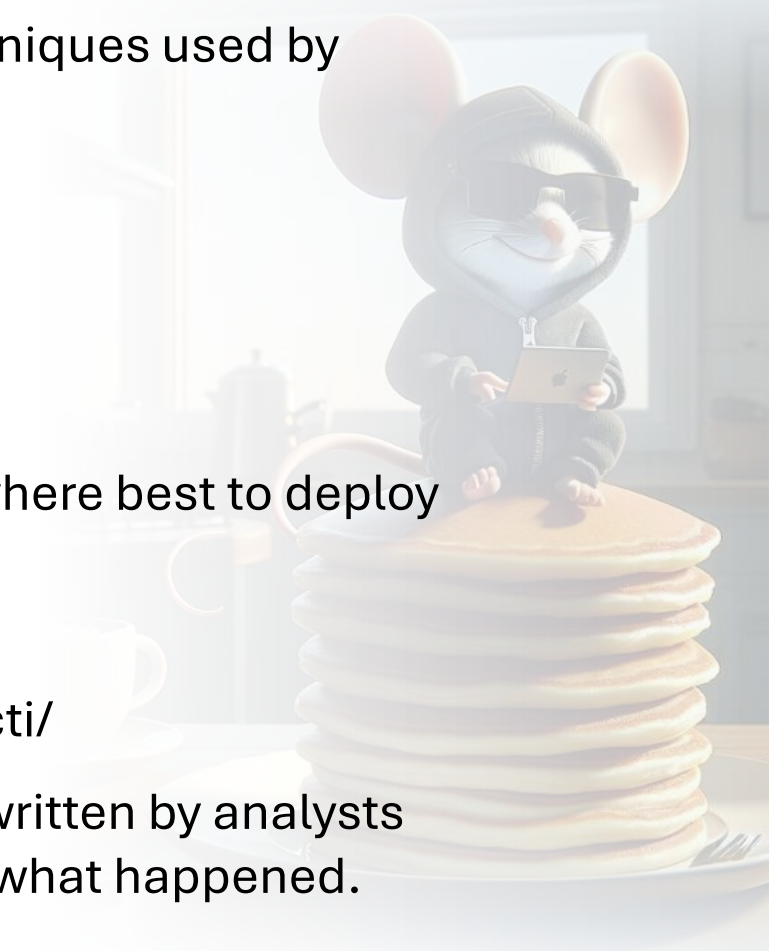 niques used by
here best to deploy
cti/
written by analysts
what happened.